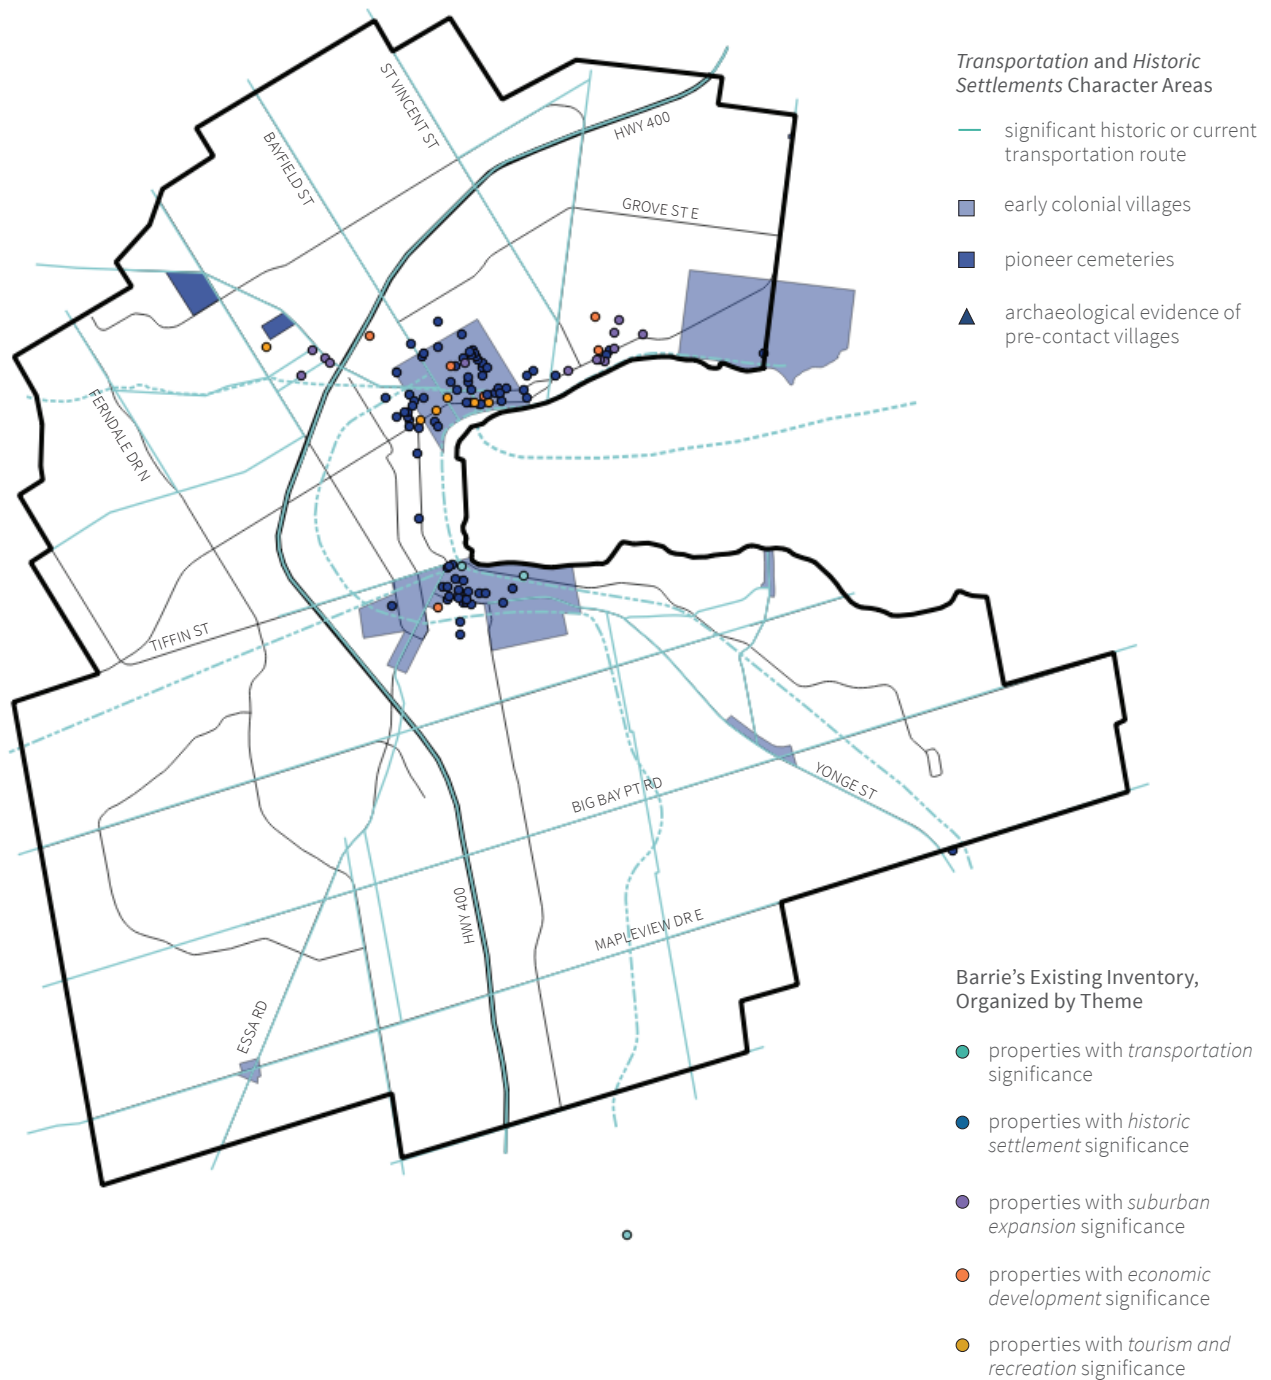 Transportation and Historic
Settlements Character Areas
significant historic or current
transportation route
early colonial villages
pioneer cemeteries
archaeological evidence of
pre-contact villages
ST VINCENT ST
BAYFIELD ST
HWY 400
GROVE ST E
FERNDALE DR N
TIFFIN ST
BIG BAY PT RD
YONGE ST
HWY 400
MAPLEVIEW DR E
ESSA RD
Barrie's Existing Inventory,
Organized by Theme
properties with transportation
significance
properties with historic
settlement significance
properties with suburban
expansion significance
properties with economic
development significance
properties with tourism and
recreation significance